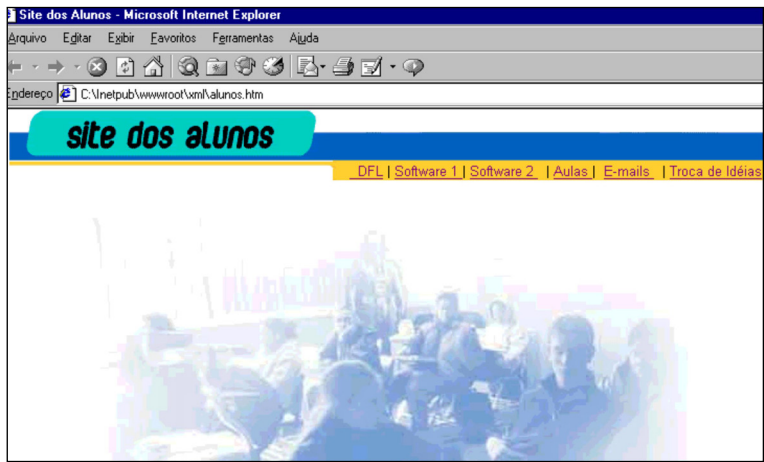 Site dos Alunos - Microsoft Internet Explorer
Arquivo Editar Exibir Favoritos Ferramentas Ajuda
Endereço C:\Inetpub\wwwroot\xml\alunos.htm
site dos alunos
DFL | Software 1 | Software 2 | Aulas | E-mails | Troca de Idéias